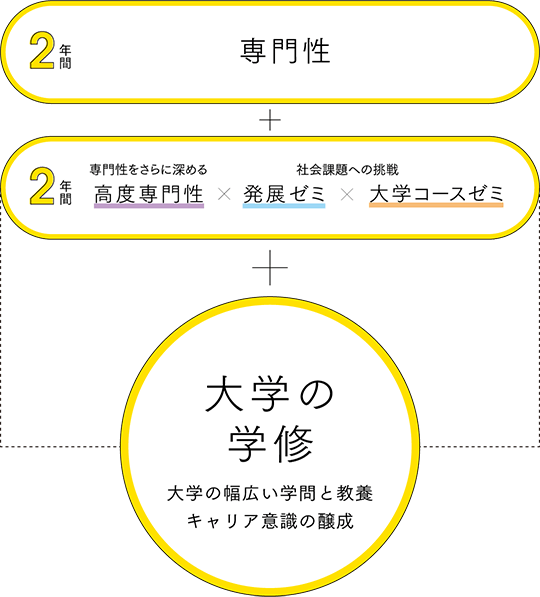 2年間 専門性
+
2年間
専門性をさらに深める 社会課題への挑戦
高度専門性 × 発展ゼミ × 大学コースゼミ
+
大学の
学修
大学の幅広い学問と教養
キャリア意識の醸成